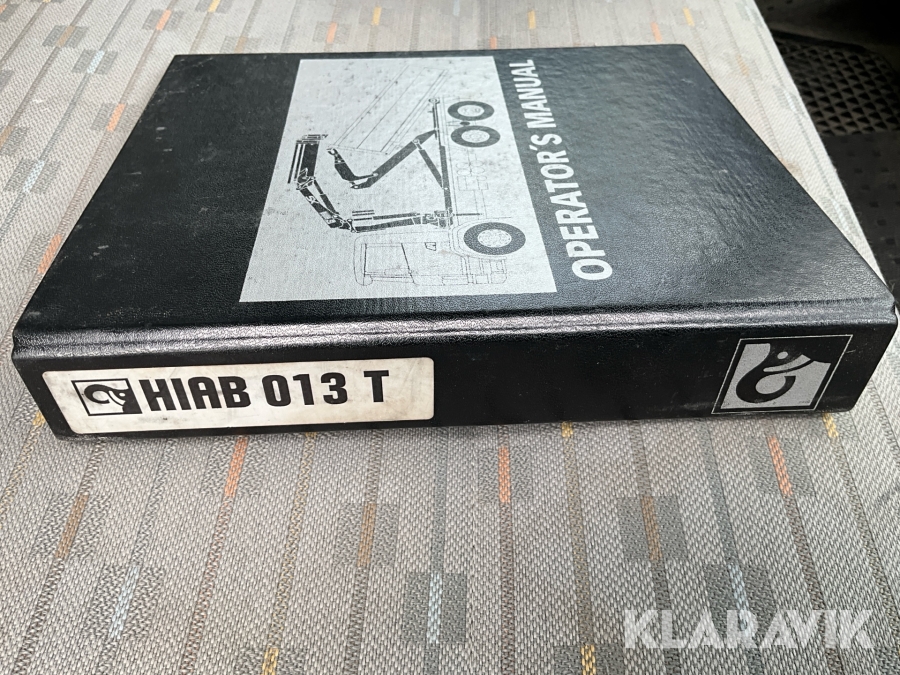 OPERATOR´S MANUAL
HIAB 013 T
KLARAVIK